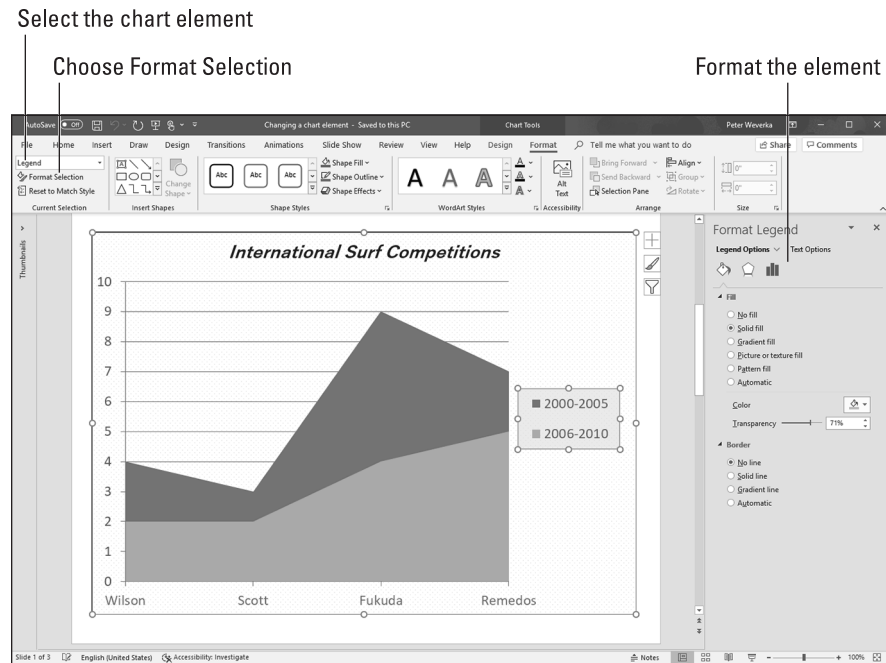 Select the chart element
Choose Format Selection
Format the element
AutoSave Off
Changing a chart element - Saved to this PC
Chart Tools
Peter Weverka
File Home Insert Draw Design Transitions Animations Slide Show Review View Help Design Format Tell me what you want to do Share Comments
Legend
Format Selection
Reset to Match Style
Current Selection
Change
Shape
Insert Shapes
Abc Abc Abc
Shape Fill
Shape Outline
Shape Effects
Shape Styles
A A A
A
A
A
WordArt Styles
Alt
Text
Accessibility
Bring Forward
Send Backward
Selection Pane
Align
Group
Rotate
Arrange
0"
0"
Size
Thumbnails
International Surf Competitions
10
9
8
7
6
5
4
3
2
1
0
Wilson Scott Fukuda Remedos
2000-2005
2006-2010
Format Legend
Legend Options Text Options
Fill
No fill
Solid fill
Gradient fill
Picture or texture fill
Pattern fill
Automatic
Color
Transparency 71%
Border
No line
Solid line
Gradient line
Automatic
Slide 1 of 3 English (United States) Accessibility: Investigate Notes 100%